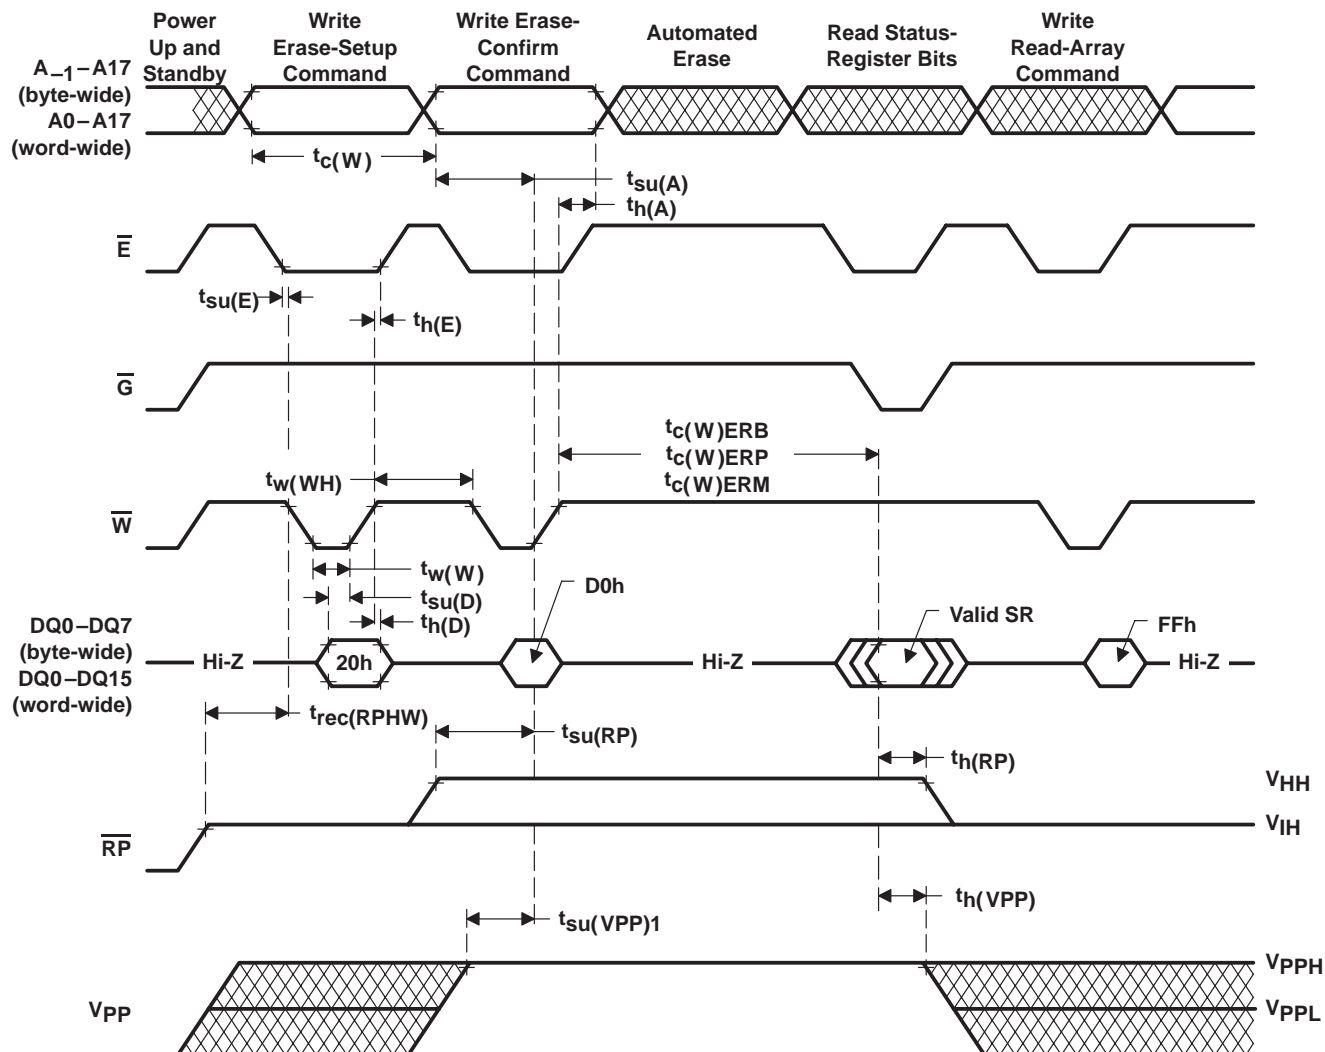 Power
Up and
Standby
Write
Erase-Setup
Command
Write Erase-
Confirm
Command
Automated
Erase
Read Status-
Register Bits
Write
Read-Array
Command
A–1–A17
(byte-wide)
A0–A17
(word-wide)
tc(W)
tsu(A)
th(A)
E
tsu(E)
th(E)
G
tc(W)ERB
tc(W)ERP
tc(W)ERM
tw(WH)
W
tw(W)
tsu(D)
th(D)
D0h
Valid SR
FFh
DQ0–DQ7
(byte-wide)
DQ0–DQ15
(word-wide)
Hi-Z
20h
Hi-Z
Hi-Z
trec(RPHW)
tsu(RP)
th(RP)
VHH
VIH
RP
th(VPP)
tsu(VPP)1
VPPH
VPP
VPPL